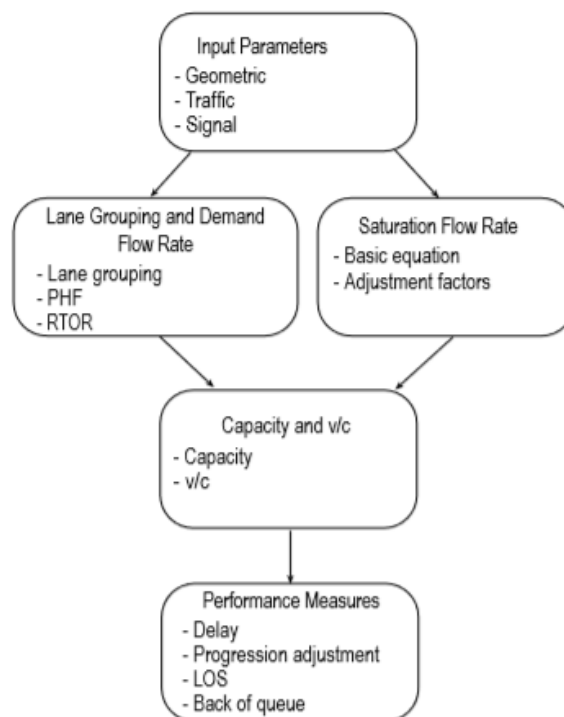 Input Parameters
- Geometric
- Traffic
- Signal
Lane Grouping and Demand
Flow Rate
- Lane grouping
- PHF
- RTOR
Saturation Flow Rate
- Basic equation
- Adjustment factors
Capacity and v/c
- Capacity
- v/c
Performance Measures
- Delay
- Progression adjustment
- LOS
- Back of queue